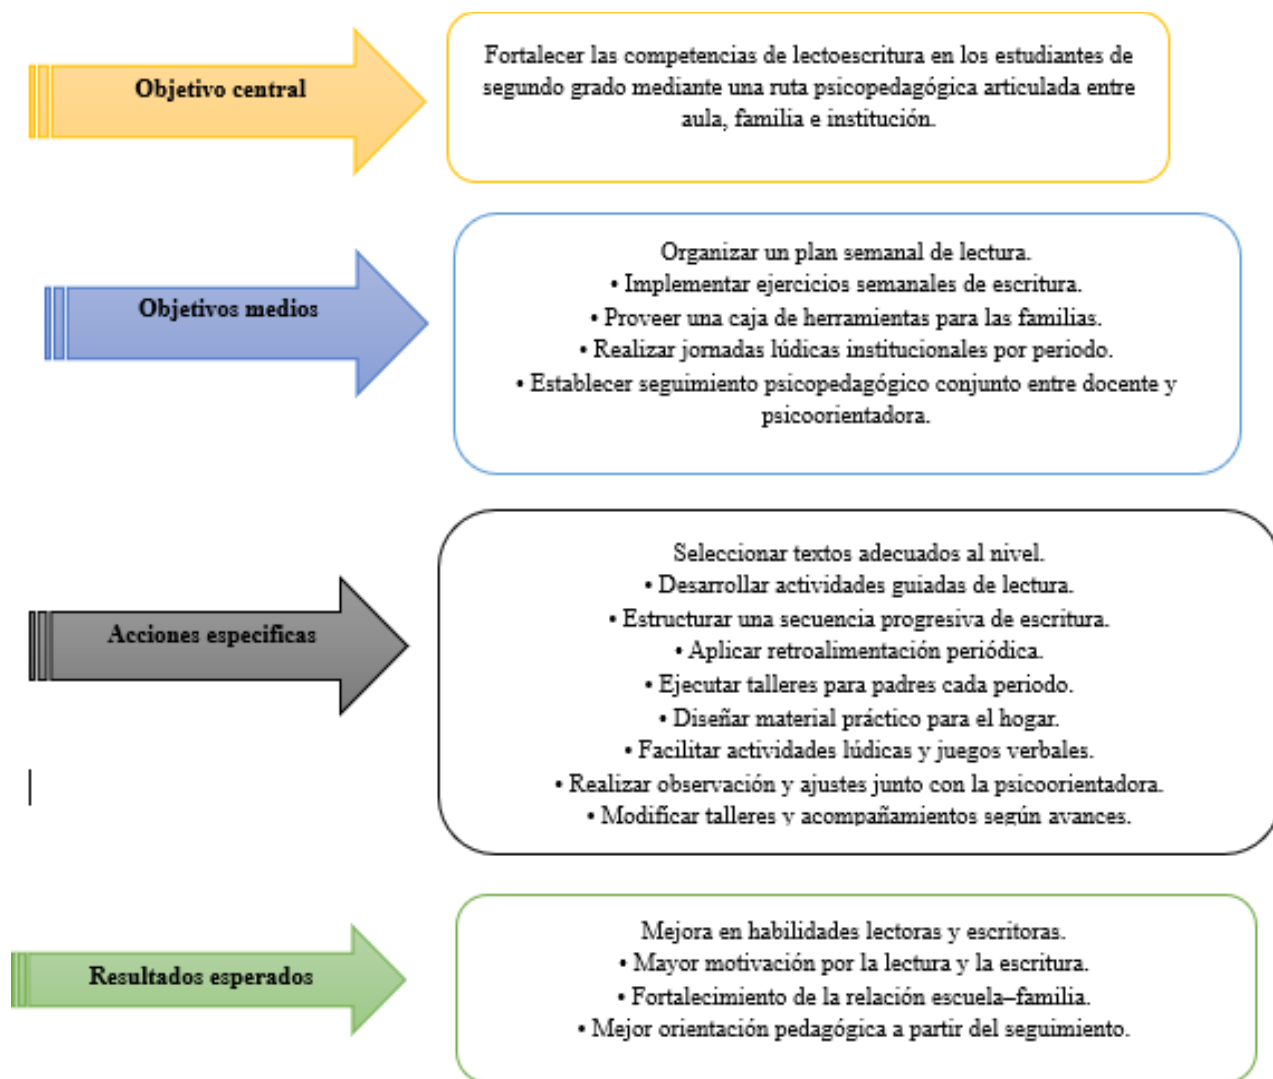 Objetivo central
Fortalecer las competencias de lectoescritura en los estudiantes de
segundo grado mediante una ruta psicopedagógica articulada entre
aula, familia e institución.
Objetivos medios
Organizar un plan semanal de lectura.
• Implementar ejercicios semanales de escritura.
• Proveer una caja de herramientas para las familias.
• Realizar jornadas lúdicas institucionales por periodo.
• Establecer seguimiento psicopedagógico conjunto entre docente y
psicoorientadora.
Acciones especificas
Seleccionar textos adecuados al nivel.
• Desarrollar actividades guiadas de lectura.
• Estructurar una secuencia progresiva de escritura.
• Aplicar retroalimentación periódica.
• Ejecutar talleres para padres cada periodo.
• Diseñar material práctico para el hogar.
• Facilitar actividades lúdicas y juegos verbales.
• Realizar observación y ajustes junto con la psicoorientadora.
• Modificar talleres y acompañamientos según avances.
Resultados esperados
Mejora en habilidades lectoras y escritoras.
• Mayor motivación por la lectura y la escritura.
• Fortalecimiento de la relación escuela–familia.
• Mejor orientación pedagógica a partir del seguimiento.